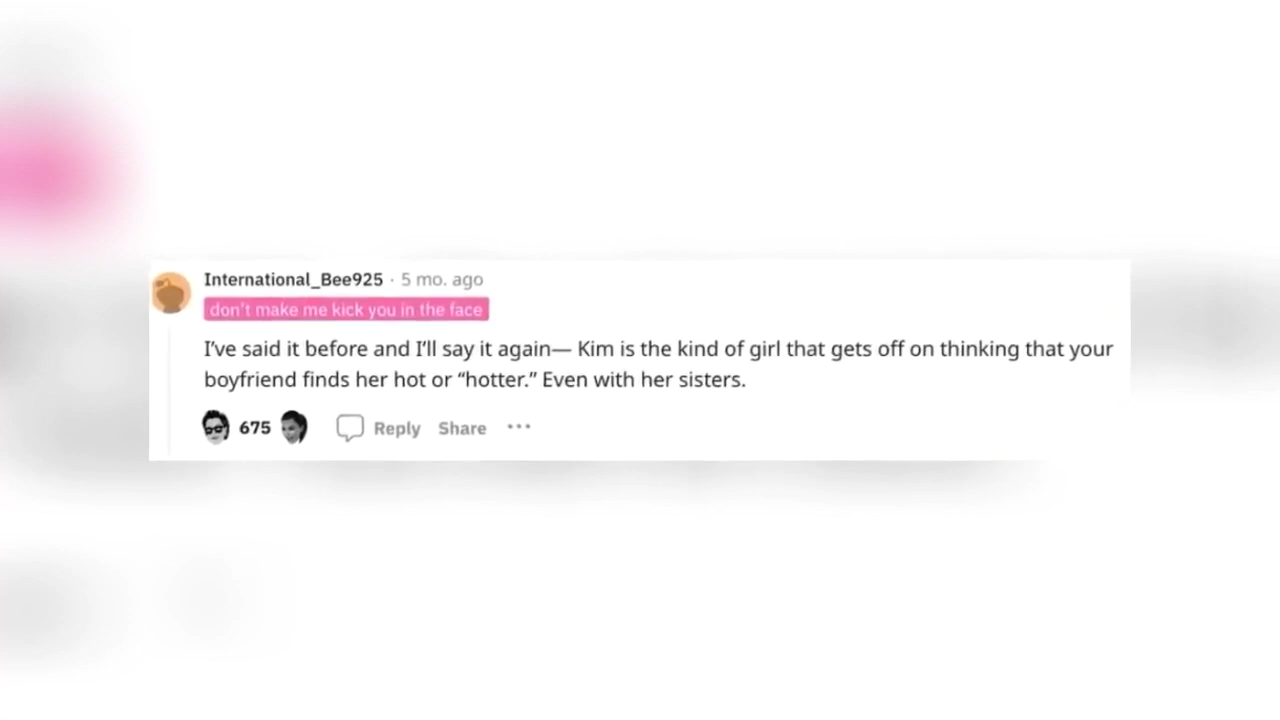 International_Bee925 · 5 mo. ago
don't make me kick you in the face
I’ve said it before and I’ll say it again— Kim is the kind of girl that gets off on thinking that your
boyfriend finds her hot or “hotter.” Even with her sisters.
675 Reply Share ···